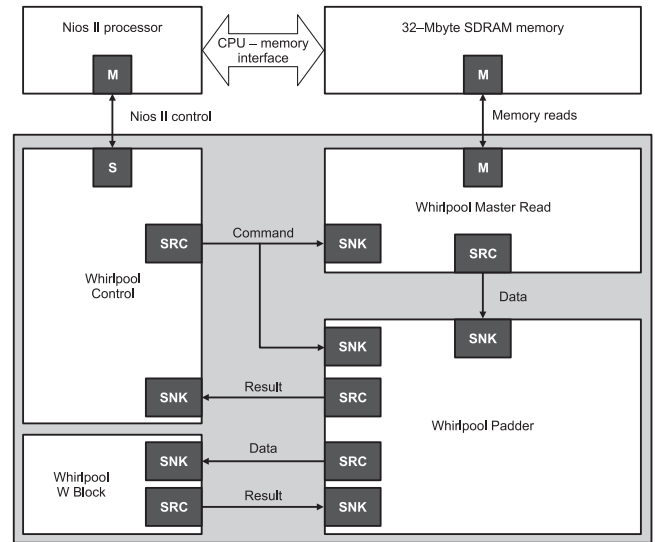 Nios II processor
CPU – memory
interface
32–Mbyte SDRAM memory
M
M
Nios II control
Memory reads
S
M
Whirlpool Master Read
SRC
Command
SNK
SRC
Whirlpool
Control
Data
SNK
SNK
SNK
Result
SRC
Whirlpool Padder
Whirlpool
W Block
SNK
Data
SRC
SRC
Result
SNK